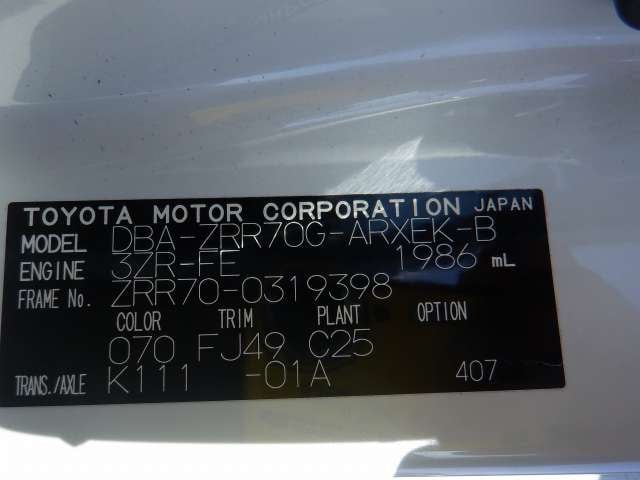 TOYOTA MOTOR CORPORATION JAPAN
MODEL DBA-ZRR70G-ARXEK-B
ENGINE 3ZR-FE 1986 mL
FRAME No. ZRR70-0319398
COLOR TRIM PLANT OPTION
070 FJ49 C25
TRANS./AXLE K111 -01A 407